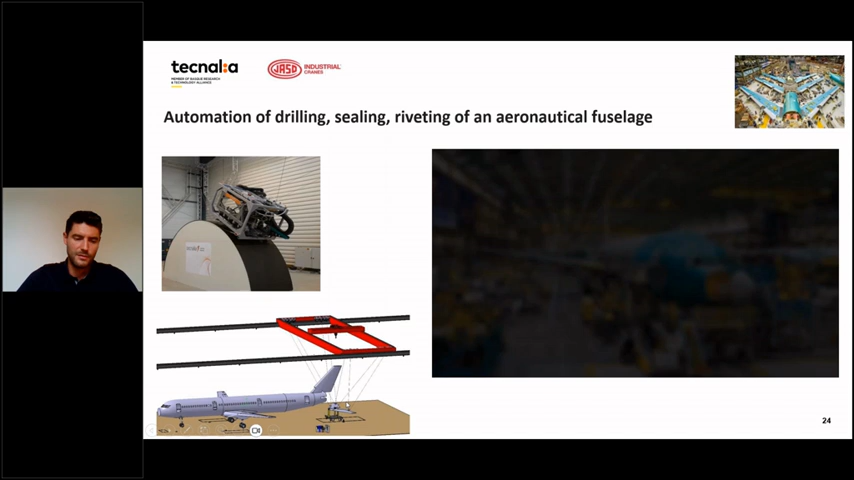 tecnal:a
MEMBER OF BASQUE RESEARCH
& TECHNOLOGY ALLIANCE
JASO INDUSTRIAL
CRANES
Automation of drilling, sealing, riveting of an aeronautical fuselage
24